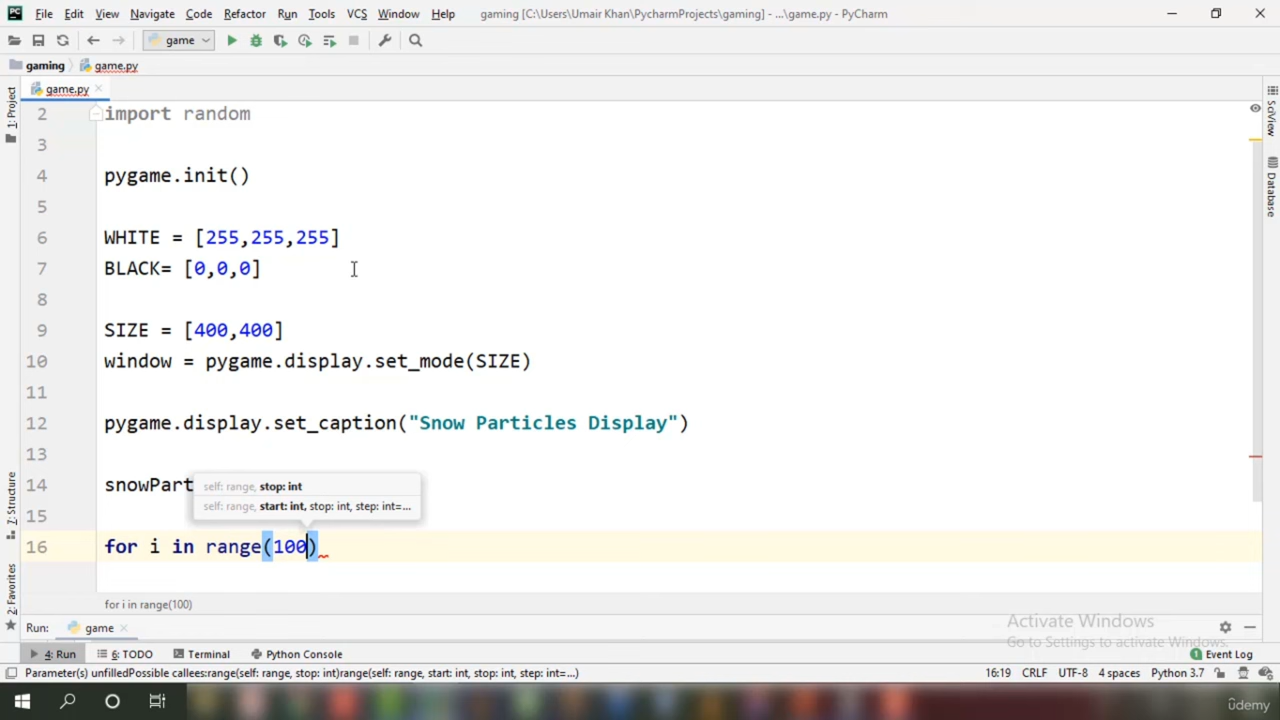 File Edit View Navigate Code Refactor Run Tools VCS Window Help gaming [C:\Users\Umair Khan\PycharmProjects\gaming] - ...\game.py - PyCharm
game
gaming game.py
game.py
1: Project
SciView
Database
2 import random
3
4 pygame.init()
5
6 WHITE = [255,255,255]
7 BLACK= [0,0,0]
8
9 SIZE = [400,400]
10 window = pygame.display.set_mode(SIZE)
11
12 pygame.display.set_caption("Snow Particles Display")
13
14 snowPart
self: range, stop: int
self: range, start: int, stop: int, step: int=...
15
16 for i in range(100)
Z: Structure
2: Favorites
for i in range(100)
Activate Windows
Go to Settings to activate Windows.
Run: game
4: Run 6: TODO Terminal Python Console 1 Event Log
Parameter(s) unfilledPossible callees:range(self: range, stop: int)range(self: range, start: int, stop: int, step: int=...) 16:19 CRLF UTF-8 4 spaces Python 3.7
ûdemy